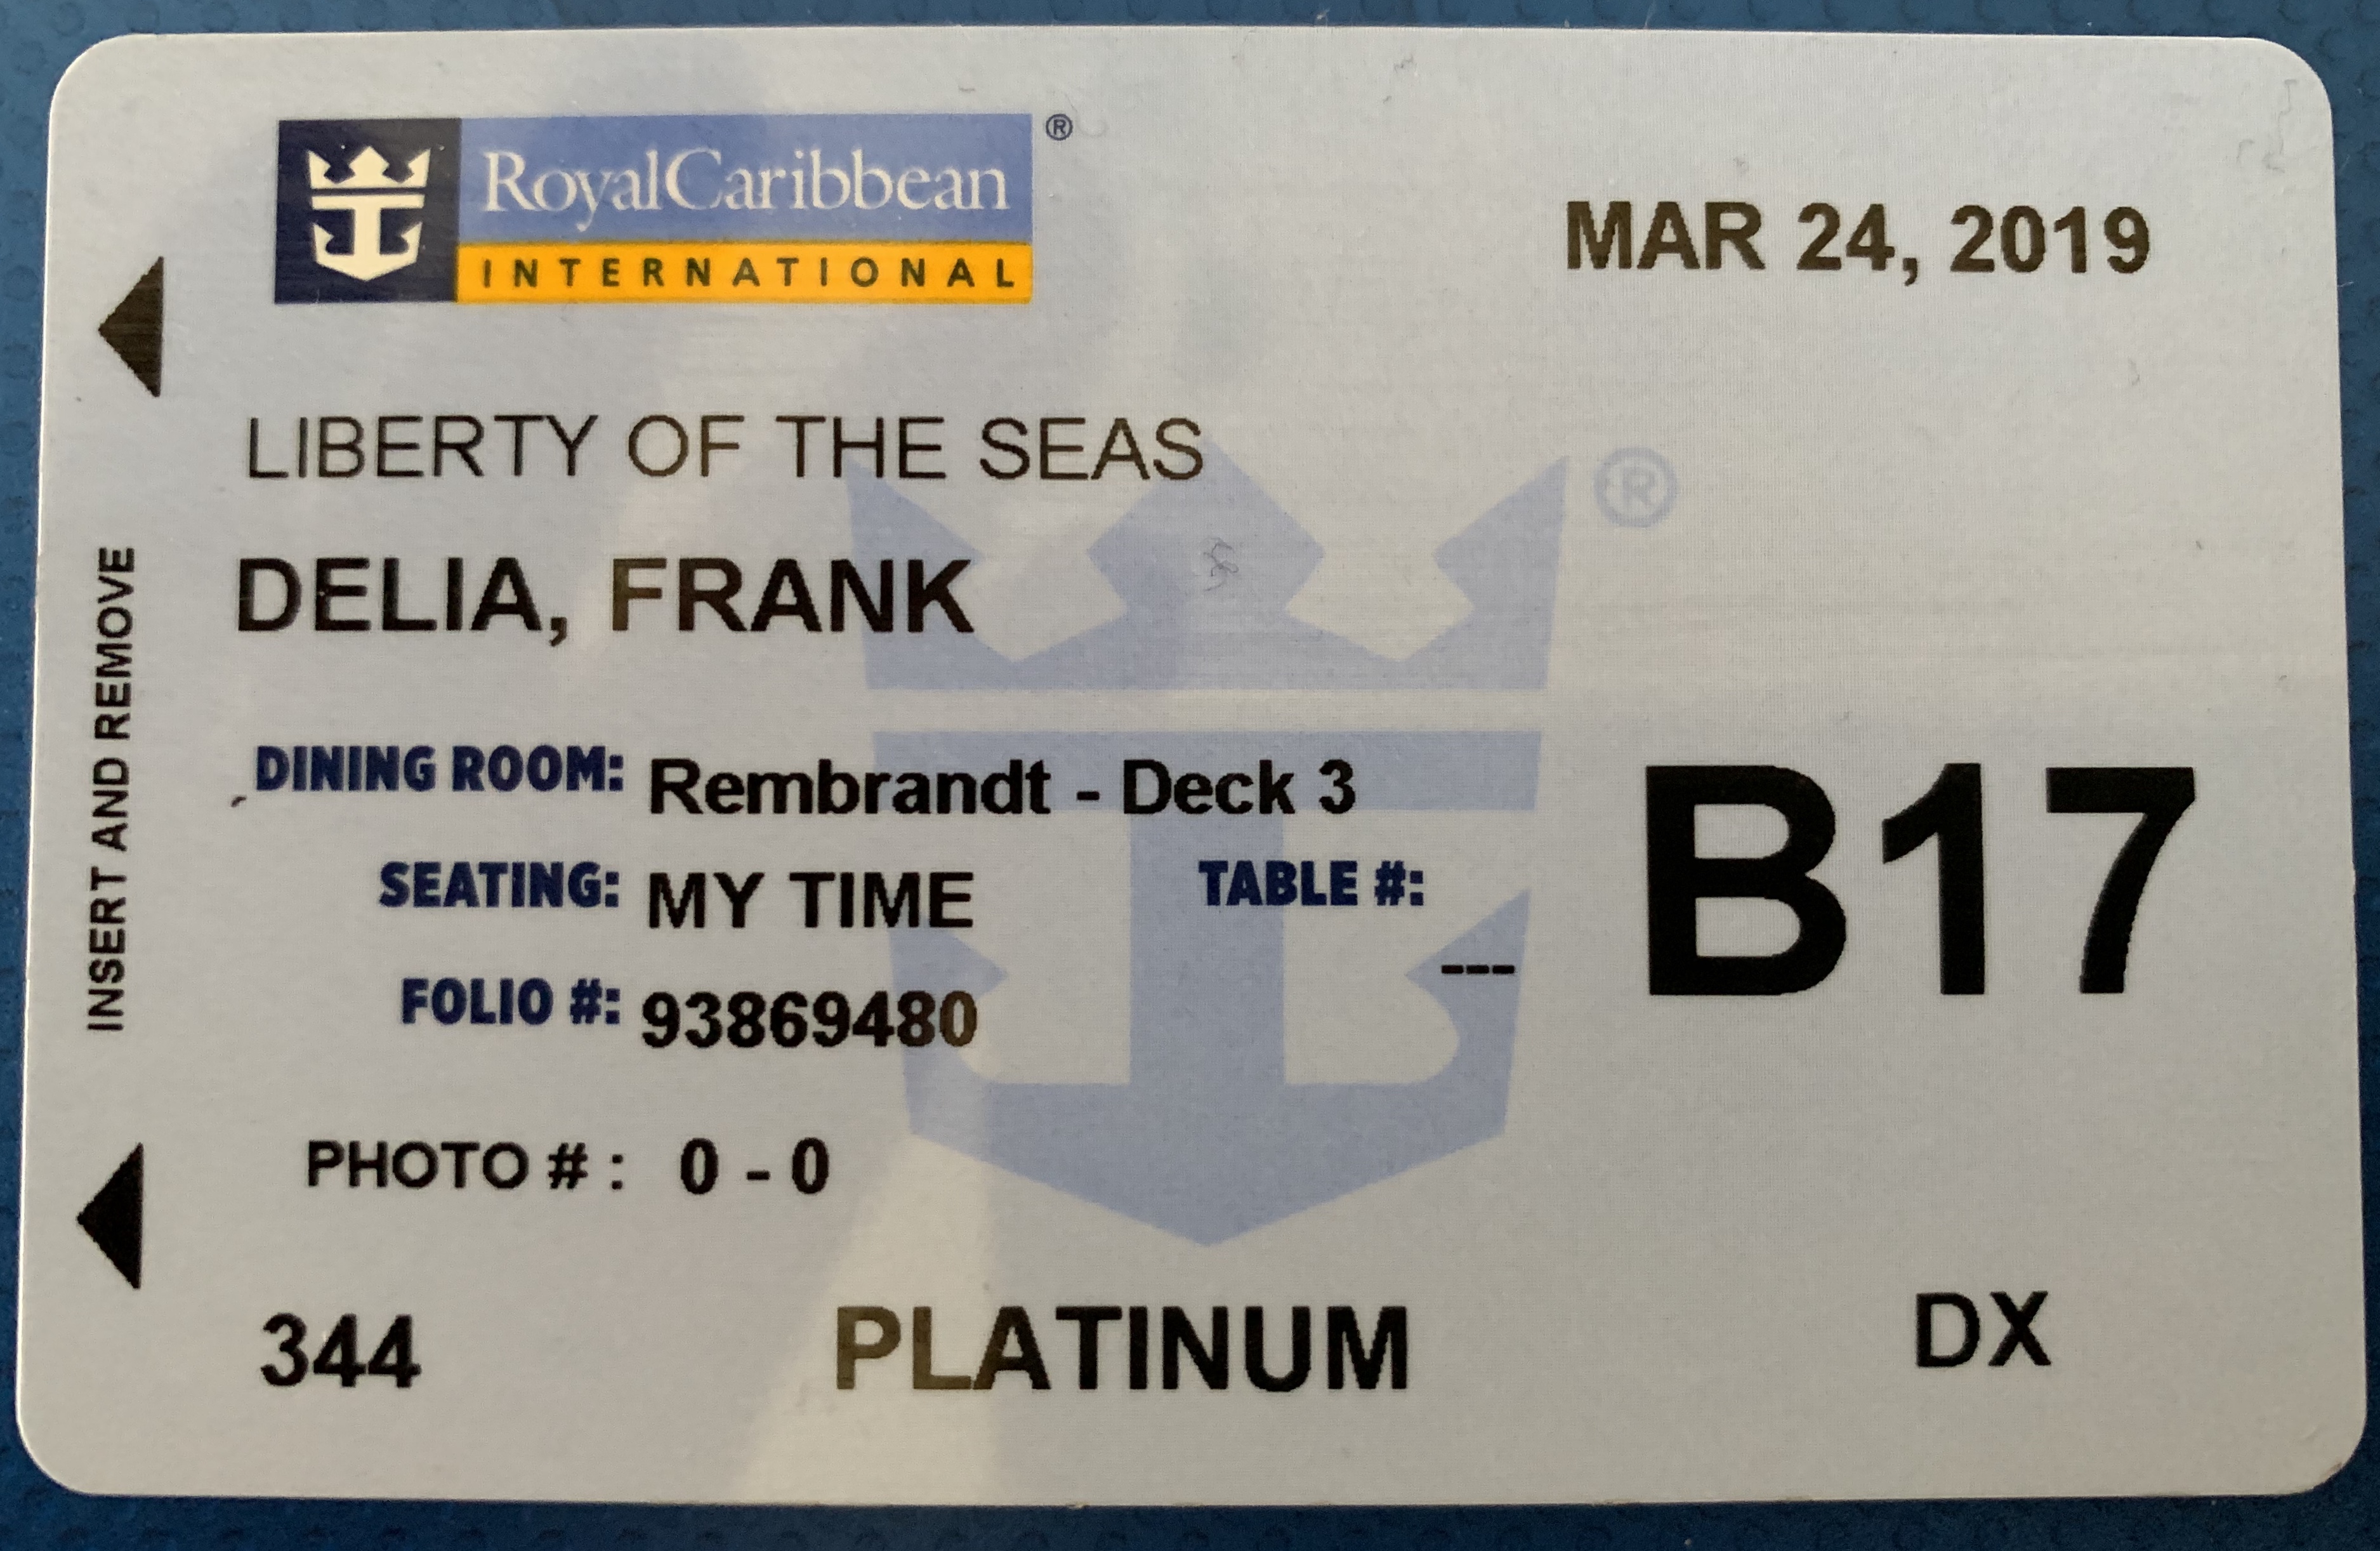 RoyalCaribbean ®
INTERNATIONAL
MAR 24, 2019
LIBERTY OF THE SEAS
®
DELIA, FRANK
INSERT AND REMOVE
DINING ROOM: Rembrandt - Deck 3
B17
SEATING: MY TIME TABLE #: ---
FOLIO #: 93869480
PHOTO # : 0 - 0
344 PLATINUM DX